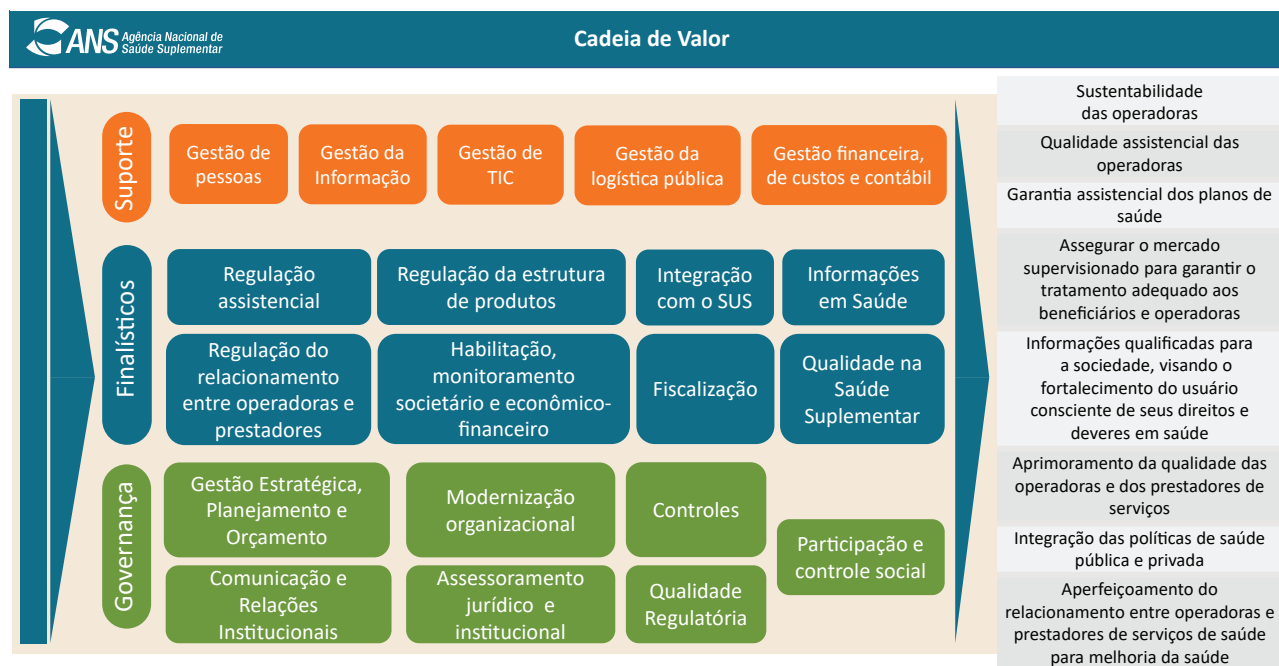 ANS Agência Nacional de
Saúde Suplementar
Cadeia de Valor
Suporte
Gestão de
pessoas
Gestão da
Informação
Gestão de
TIC
Gestão da
logística pública
Gestão financeira,
de custos e contábil
Finalísticos
Regulação
assistencial
Regulação da estrutura
de produtos
Integração
com o SUS
Informações
em Saúde
Regulação do
relacionamento
entre operadoras e
prestadores
Habilitação,
monitoramento
societário e econômico-
financeiro
Fiscalização
Qualidade na
Saúde
Suplementar
Governança
Gestão Estratégica,
Planejamento e
Orçamento
Modernização
organizacional
Controles
Participação e
controle social
Comunicação e
Relações
Institucionais
Assessoramento
jurídico e
institucional
Qualidade
Regulatória
Sustentabilidade
das operadoras
Qualidade assistencial das
operadoras
Garantia assistencial dos planos de
saúde
Assegurar o mercado
supervisionado para garantir o
tratamento adequado aos
beneficiários e operadoras
Informações qualificadas para
a sociedade, visando o
fortalecimento do usuário
consciente de seus direitos e
deveres em saúde
Aprimoramento da qualidade das
operadoras e dos prestadores de
serviços
Integração das políticas de saúde
pública e privada
Aperfeiçoamento do
relacionamento entre operadoras e
prestadores de serviços de saúde
para melhoria da saúde